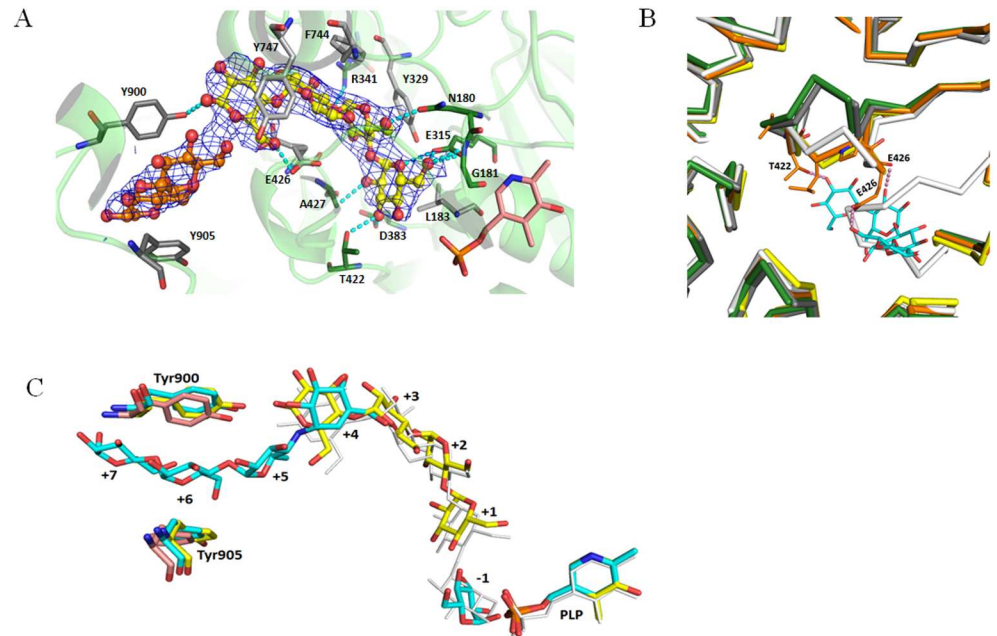 A
B
Y747
F744
R341
Y329
N180
Y900
E315
E426
G181
A427
L183
D383
Y905
T422
T422
E426
E426
C
Tyr900
+3
+4
+2
+7
+6
+5
+1
Tyr905
-1
PLP